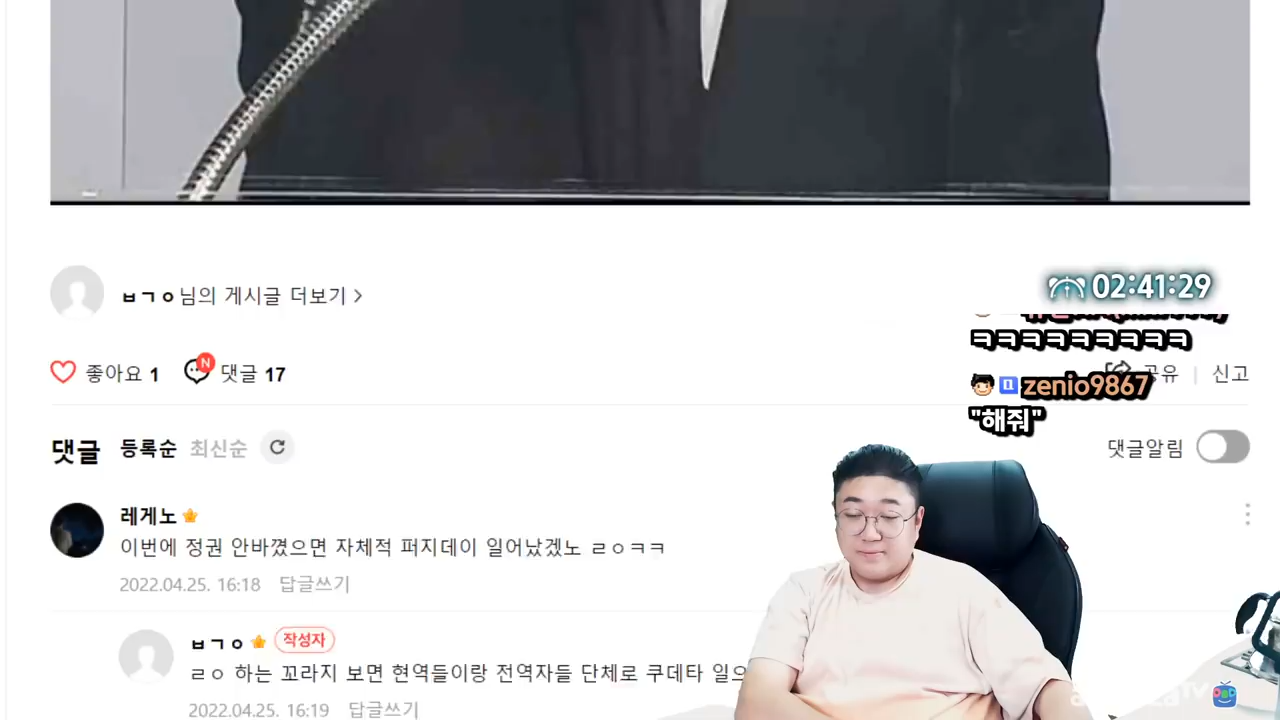 ㅂㄱㅇ님의 게시글 더보기 >
02:41:29
ㅋㅋㅋㅋㅋㅋㅋㅋㅋ
좋아요 1 N 댓글 17
공유 | 신고
zenio9867
"해줘"
댓글 등록순 최신순
댓글알림
레게노
이번에 정권 안바꼈으면 자체적 퍼지데이 일어났겠노 ㄹㅇㅋㅋ
2022.04.25. 16:18 답글쓰기
ㅂㄱㅇ 작성자
ㄹㅇ 하는 꼬라지 보면 현역들이랑 전역자들 단체로 쿠데타 일으
2022.04.25. 16:19 답글쓰기